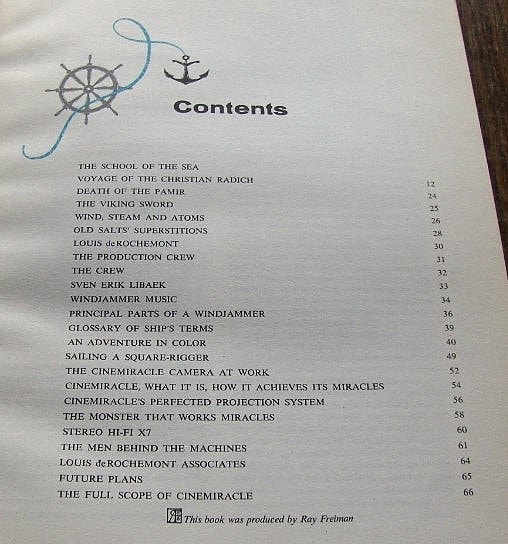 Contents
THE SCHOOL OF THE SEA
VOYAGE OF THE CHRISTIAN RADICH 12
DEATH OF THE PAMIR 24
THE VIKING SWORD 25
WIND, STEAM AND ATOMS 26
OLD SALTS' SUPERSTITIONS 28
LOUIS deROCHEMONT 30
THE PRODUCTION CREW 31
THE CREW 32
SVEN ERIK LIBAEK 33
WINDJAMMER MUSIC 34
PRINCIPAL PARTS OF A WINDJAMMER 36
GLOSSARY OF SHIP'S TERMS 39
AN ADVENTURE IN COLOR 40
SAILING A SQUARE-RIGGER 49
THE CINEMIRACLE CAMERA AT WORK 52
CINEMIRACLE, WHAT IT IS, HOW IT ACHIEVES ITS MIRACLES 54
CINEMIRACLE'S PERFECTED PROJECTION SYSTEM 56
THE MONSTER THAT WORKS MIRACLES 58
STEREO HI-FI X7 60
THE MEN BEHIND THE MACHINES 61
LOUIS deROCHEMONT ASSOCIATES 64
FUTURE PLANS 65
THE FULL SCOPE OF CINEMIRACLE 66
This book was produced by Ray Freiman